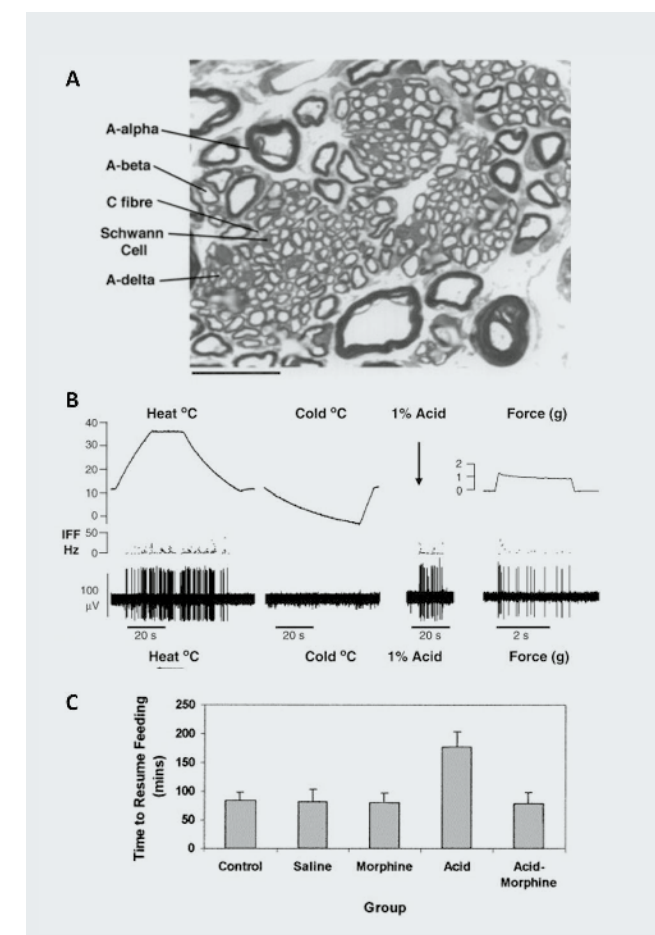 A
A-alpha
A-beta
C fibre
Schwann
Cell
A-delta
B
Heat °C
Cold °C
1% Acid
Force (g)
40
30
20
10
0
2
1
0
IFF 50
Hz 0
100
µV
20 s
20 s
20 s
2 s
Heat °C
Cold °C
1% Acid
Force (g)
C
Time to Resume Feeding
(mins)
250
200
150
100
50
0
Control
Saline
Morphine
Acid
Acid-
Morphine
Group